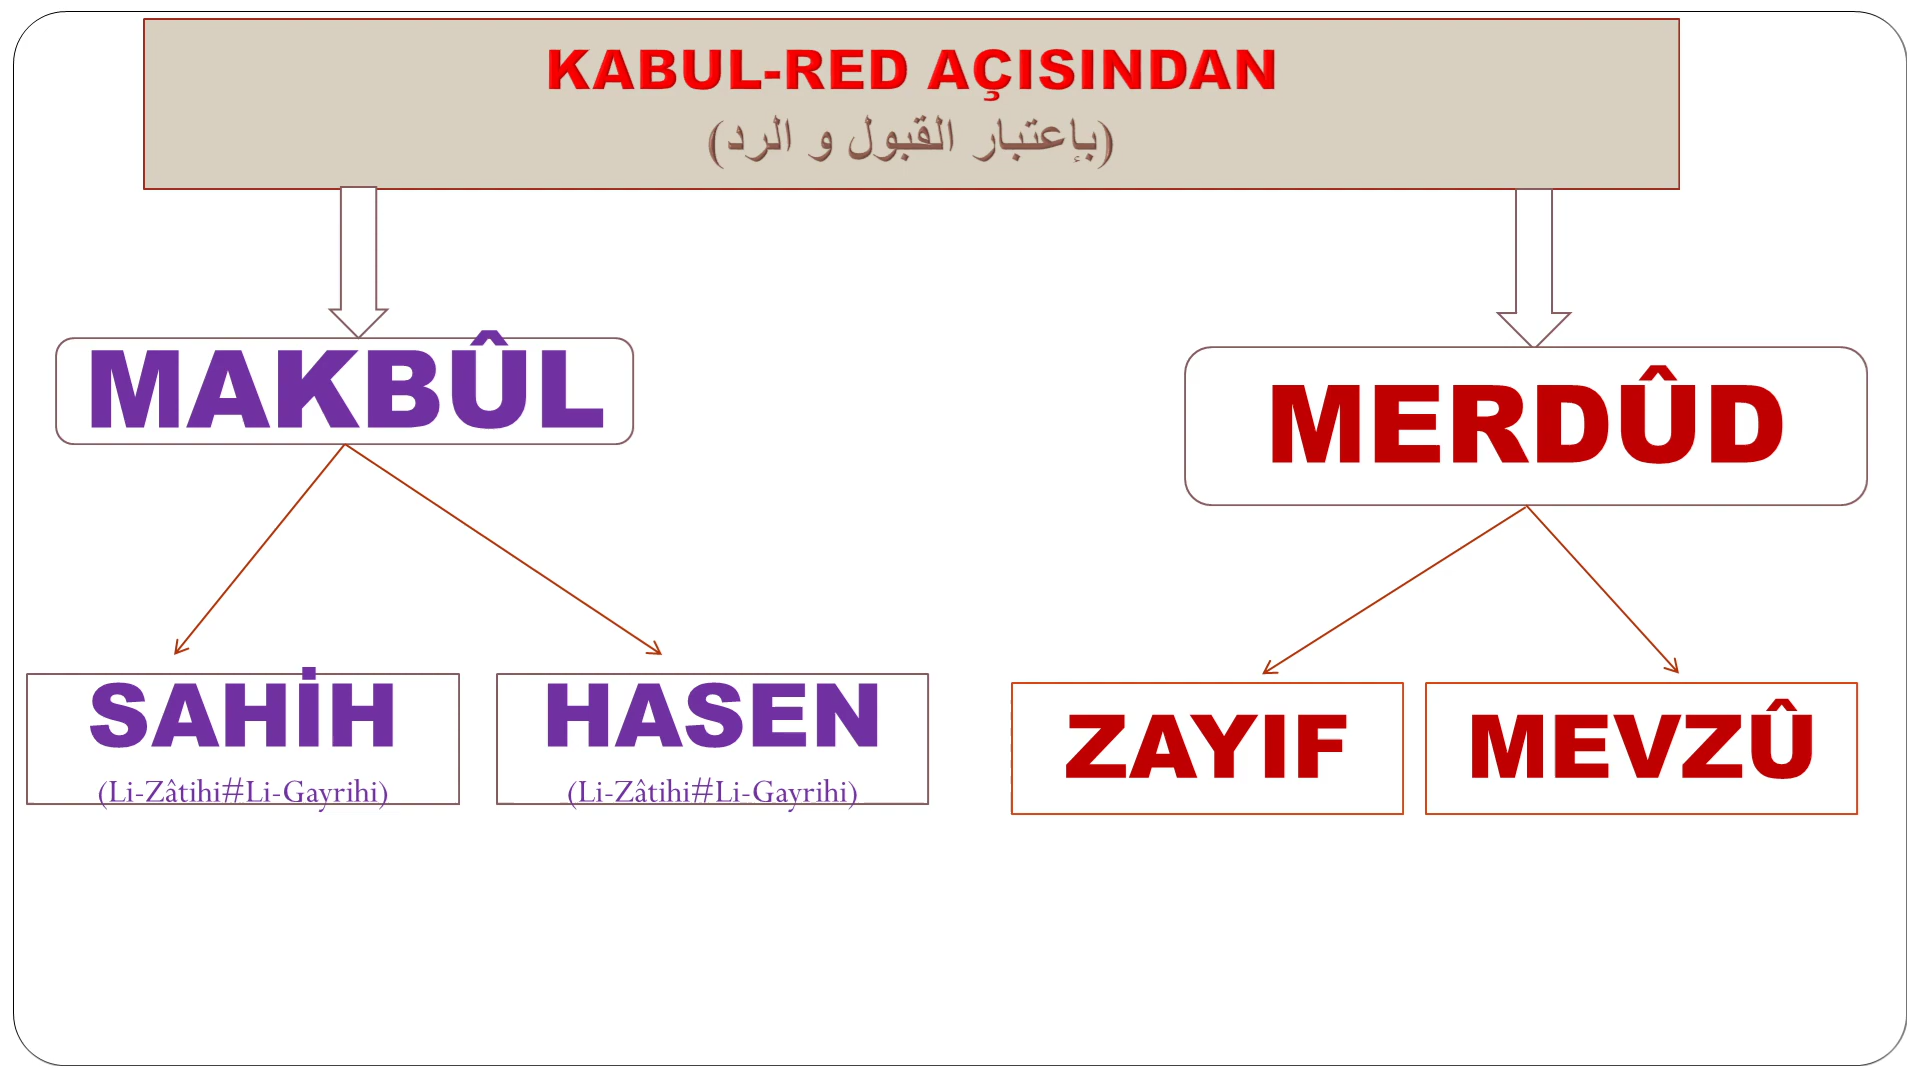 KABUL-RED AÇISINDAN
(بإعتبار القبول و الرد)
MAKBÛL
MERDÛD
SAHİH
(Li-Zâtihi#Li-Gayrihi)
HASEN
(Li-Zâtihi#Li-Gayrihi)
ZAYIF
MEVZÛ